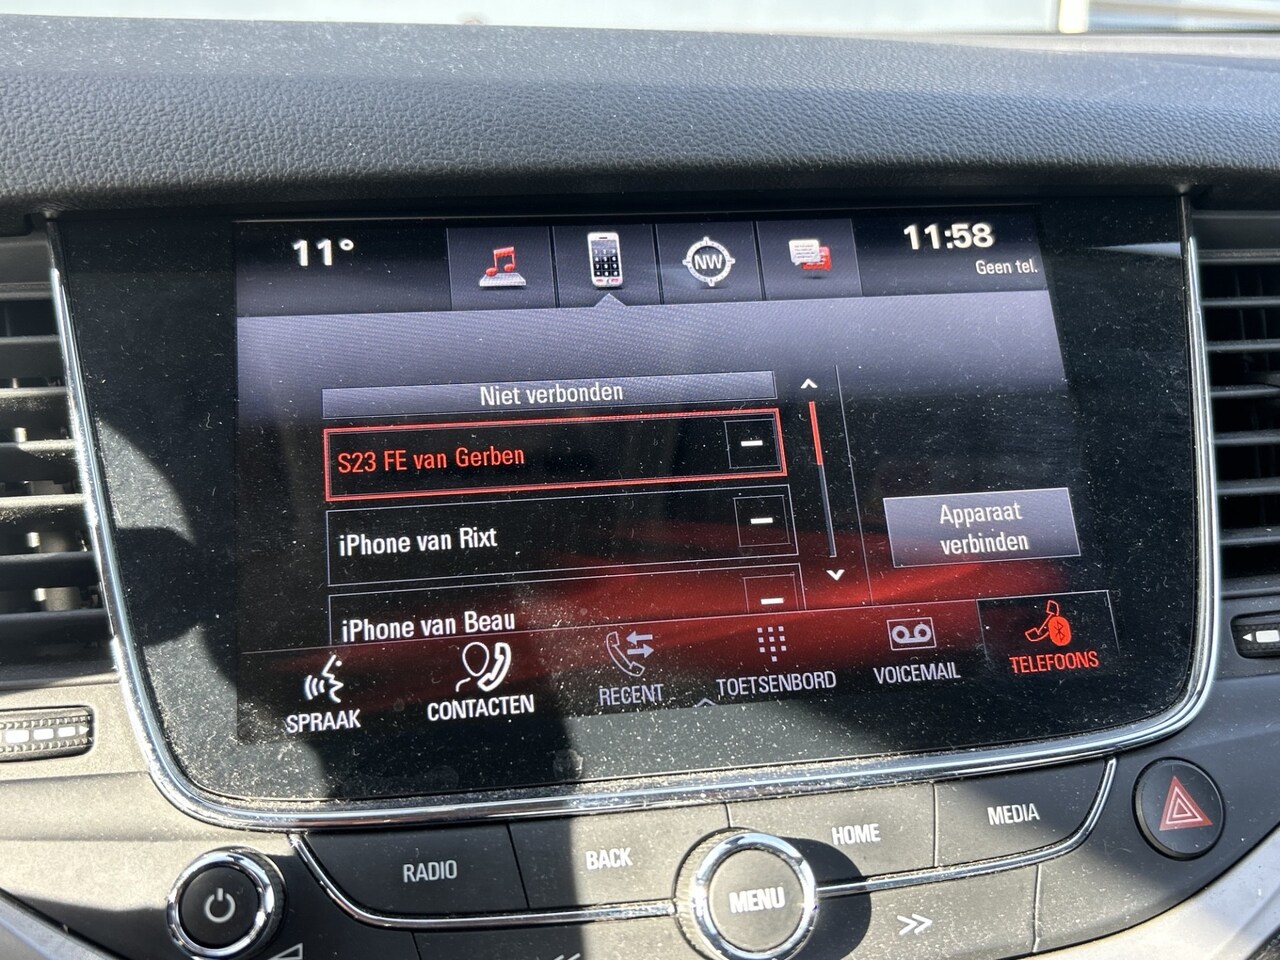 11°
NW
11:58
Geen tel.
Niet verbonden
S23 FE van Gerben
iPhone van Rixt
iPhone van Beau
Apparaat
verbinden
SPRAAK
CONTACTEN
RECENT
TOETSENBORD
VOICEMAIL
TELEFOONS
RADIO
BACK
MENU
HOME
MEDIA